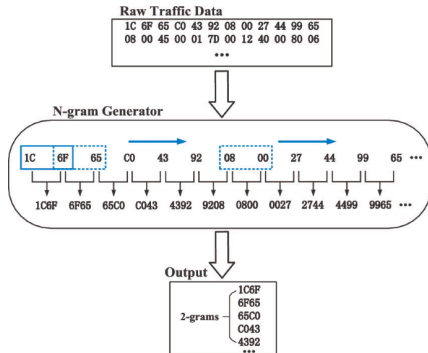 Raw Traffic Data
1C 6F 65 C0 43 92 08 00 27 44 99 65
08 00 45 00 01 7D 00 12 40 00 80 06
•••
N-gram Generator
1C 6F 65 C0 43 92 08 00 27 44 99 65 •••
1C6F 6F65 65C0 C043 4392 9208 0800 0027 2744 4499 9965 •••
Output
1C6F
6F65
2-grams 65C0
C043
4392
•••